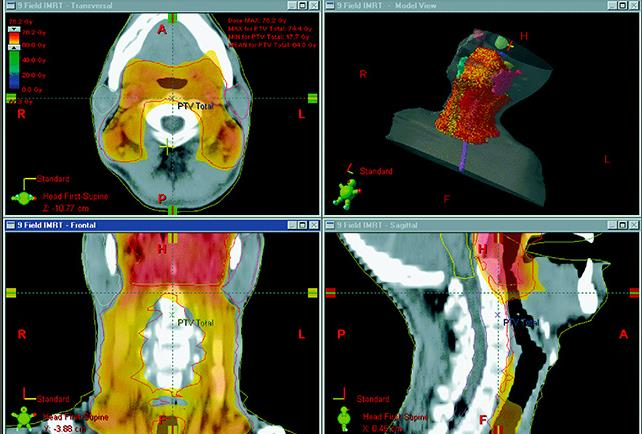 9 Field IMRT - Transversal
78.2 Gy
A
Dose MAX: 78.2 Gy
MAX for PTV Total: 74.4 Gy
MIN for PTV Total: 17.7 Gy
MEAN for PTV Total: 64.0 Gy
80.0 Gy
60.0 Gy
40.0 Gy
20.0 Gy
0.0 Gy
PTV Total
R
L
Standard
Head First-Supine
Z: -10.77 cm
P
9 Field IMRT - Model View
H
R
L
Standard
F
9 Field IMRT - Frontal
H
PTV Total
R
L
Standard
Head First-Supine
Y: -3.88 cm
F
9 Field IMRT - Sagittal
H
PTV Total
P
A
Standard
Head First-Supine
X: 0.46 cm
F